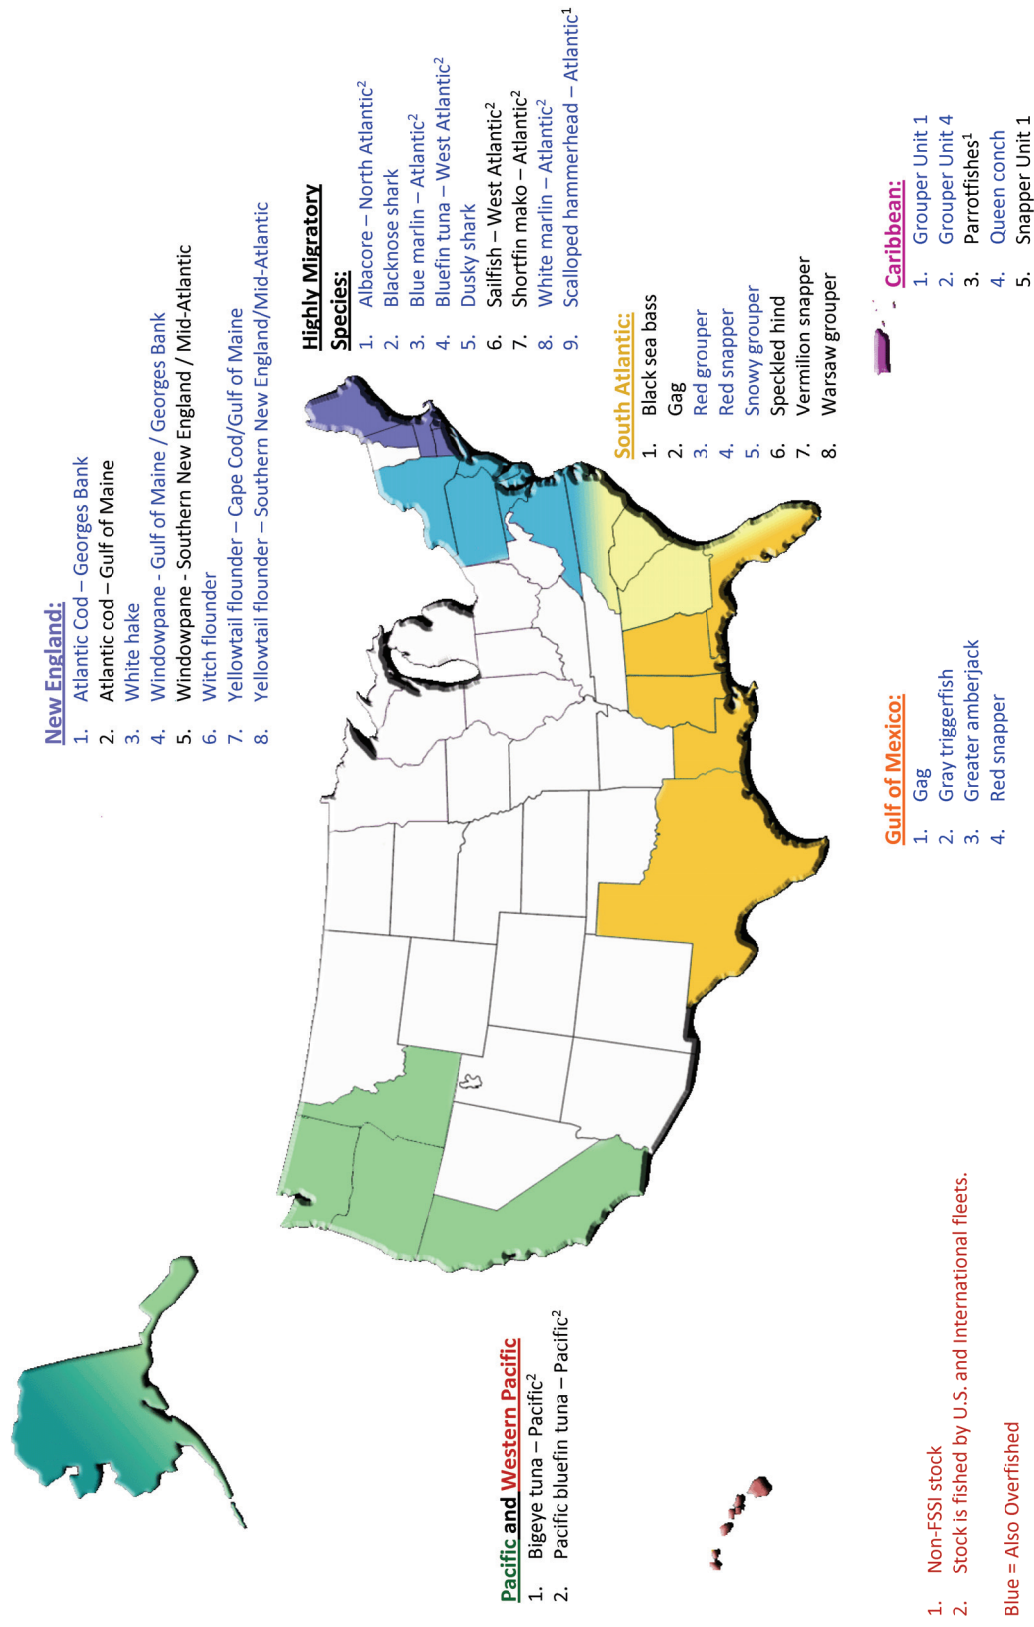 New England:
1. Atlantic Cod – Georges Bank
2. Atlantic cod – Gulf of Maine
3. White hake
4. Windowpane - Gulf of Maine / Georges Bank
5. Windowpane - Southern New England / Mid-Atlantic
6. Witch flounder
7. Yellowtail flounder – Cape Cod/Gulf of Maine
8. Yellowtail flounder – Southern New England/Mid-Atlantic
Highly Migratory
Species:
1. Albacore – North Atlantic²
2. Blacknose shark
3. Blue marlin – Atlantic²
4. Bluefin tuna – West Atlantic²
5. Dusky shark
6. Sailfish – West Atlantic²
7. Shortfin mako – Atlantic²
8. White marlin – Atlantic²
9. Scalloped hammerhead – Atlantic¹
Pacific and Western Pacific
1. Bigeye tuna – Pacific²
2. Pacific bluefin tuna – Pacific²
South Atlantic:
1. Black sea bass
2. Gag
3. Red grouper
4. Red snapper
5. Snowy grouper
6. Speckled hind
7. Vermilion snapper
8. Warsaw grouper
Gulf of Mexico:
1. Gag
2. Gray triggerfish
3. Greater amberjack
4. Red snapper
Caribbean:
1. Grouper Unit 1
2. Grouper Unit 4
3. Parrotfishes¹
4. Queen conch
5. Snapper Unit 1
1. Non-FSSI stock
2. Stock is fished by U.S. and International fleets.
Blue = Also Overfished